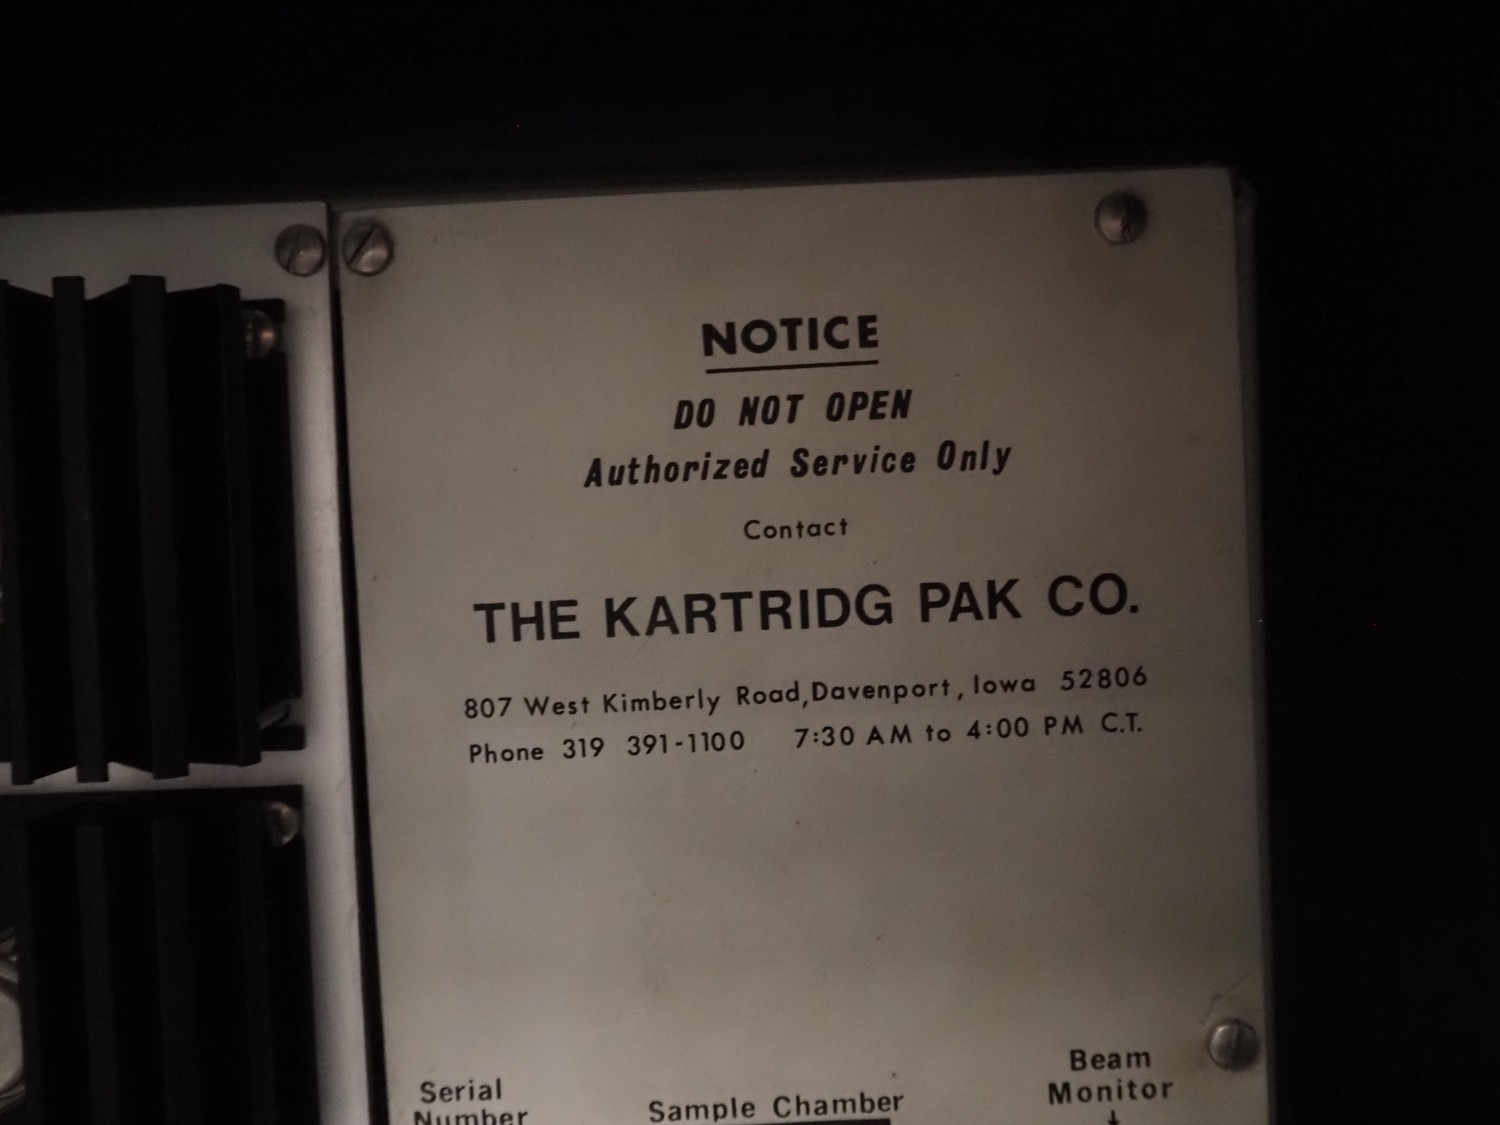 NOTICE
DO NOT OPEN
Authorized Service Only
Contact
THE KARTRIDG PAK CO.
807 West Kimberly Road, Davenport, Iowa 52806
Phone 319 391-1100 7:30 AM to 4:00 PM C.T.
Serial
Number
Sample Chamber
Beam
Monitor